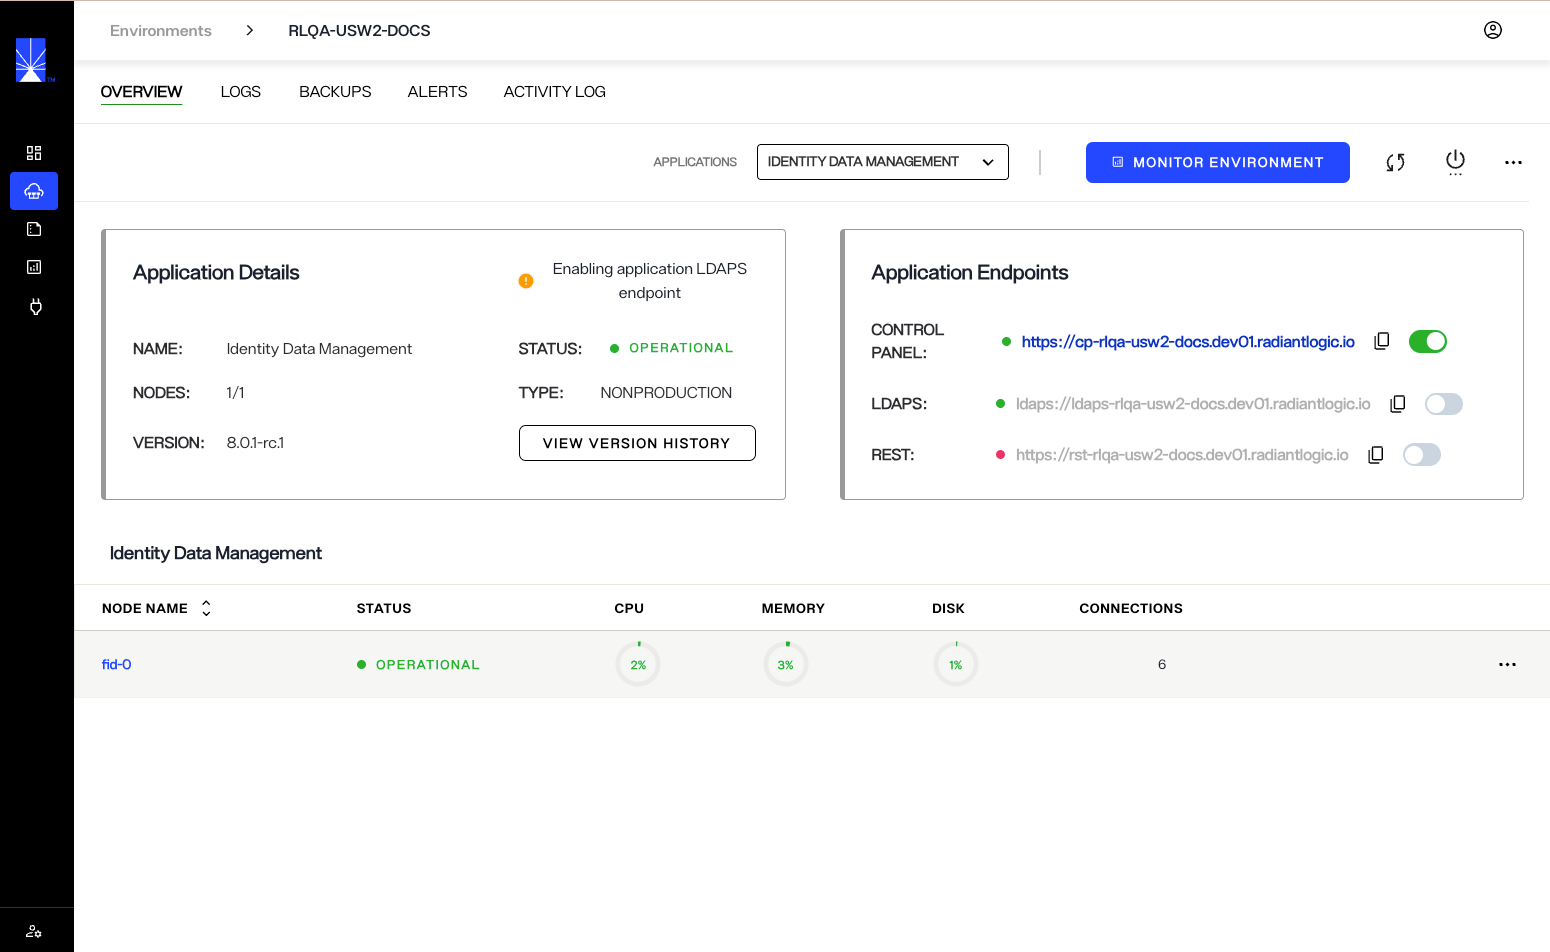 Environments > RLQA-USW2-DOCS
OVERVIEW LOGS BACKUPS ALERTS ACTIVITY LOG
APPLICATIONS IDENTITY DATA MANAGEMENT MONITOR ENVIRONMENT
Application Details
Enabling application LDAPS
endpoint
NAME: Identity Data Management
STATUS: OPERATIONAL
NODES: 1/1
TYPE: NONPRODUCTION
VERSION: 8.0.1-rc.1
VIEW VERSION HISTORY
Application Endpoints
CONTROL
PANEL:
https://cp-rlqa-usw2-docs.dev01.radiantlogic.io
LDAPS: ldaps://ldaps-rlqa-usw2-docs.dev01.radiantlogic.io
REST: https://rst-rlqa-usw2-docs.dev01.radiantlogic.io
Identity Data Management
NODE NAME STATUS CPU MEMORY DISK CONNECTIONS
fid-0 OPERATIONAL 2% 3% 1% 6